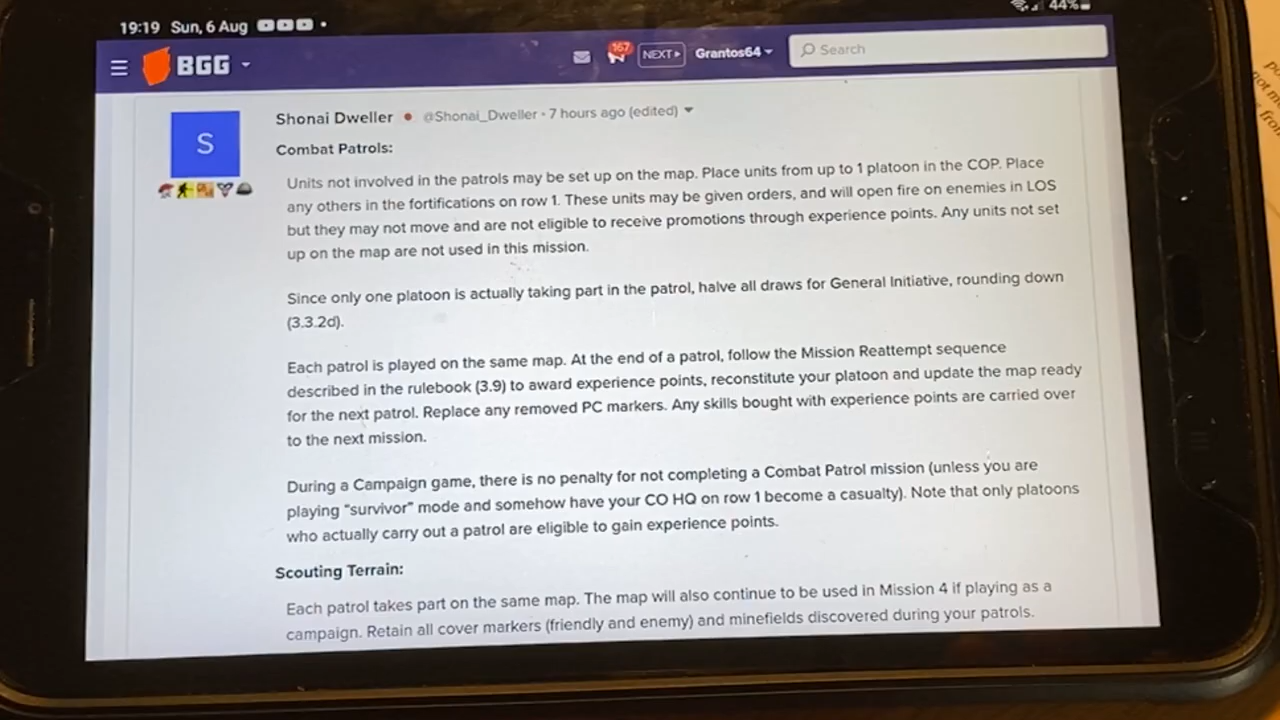 19:19 Sun, 6 Aug
44%
BGG
167
NEXT
Grantos64
Search
S
Shonai Dweller @Shonai_Dweller • 7 hours ago (edited)
Combat Patrols:
Units not involved in the patrols may be set up on the map. Place units from up to 1 platoon in the COP. Place
any others in the fortifications on row 1. These units may be given orders, and will open fire on enemies in LOS
but they may not move and are not eligible to receive promotions through experience points. Any units not set
up on the map are not used in this mission.
Since only one platoon is actually taking part in the patrol, halve all draws for General Initiative, rounding down
(3.3.2d).
Each patrol is played on the same map. At the end of a patrol, follow the Mission Reattempt sequence
described in the rulebook (3.9) to award experience points, reconstitute your platoon and update the map ready
for the next patrol. Replace any removed PC markers. Any skills bought with experience points are carried over
to the next mission.
During a Campaign game, there is no penalty for not completing a Combat Patrol mission (unless you are
playing "survivor" mode and somehow have your CO HQ on row 1 become a casualty). Note that only platoons
who actually carry out a patrol are eligible to gain experience points.
Scouting Terrain:
Each patrol takes part on the same map. The map will also continue to be used in Mission 4 if playing as a
campaign. Retain all cover markers (friendly and enemy) and minefields discovered during your patrols.